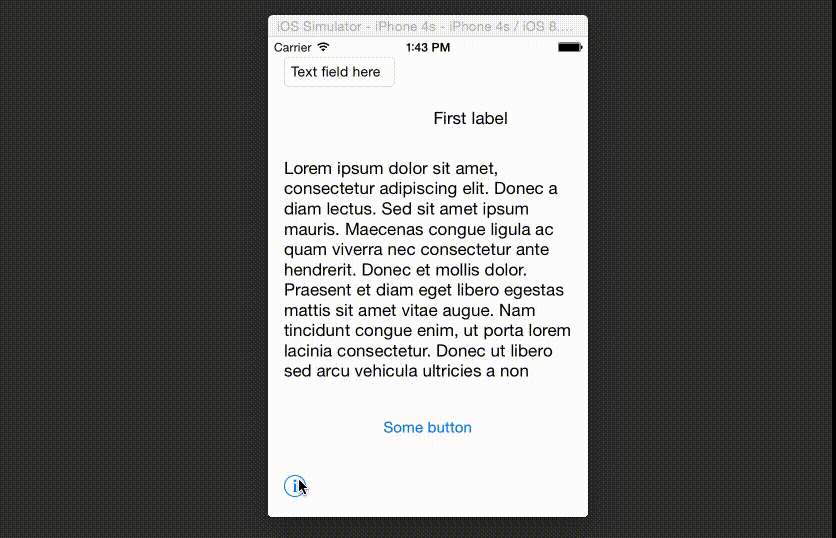 iOS Simulator - iPhone 4s - iPhone 4s / iOS 8....
Carrier 1:43 PM
Text field here
First label
Lorem ipsum dolor sit amet,
consectetur adipiscing elit. Donec a
diam lectus. Sed sit amet ipsum
mauris. Maecenas congue ligula ac
quam viverra nec consectetur ante
hendrerit. Donec et mollis dolor.
Praesent et diam eget libero egestas
mattis sit amet vitae augue. Nam
tincidunt congue enim, ut porta lorem
lacinia consectetur. Donec ut libero
sed arcu vehicula ultricies a non
Some button
i